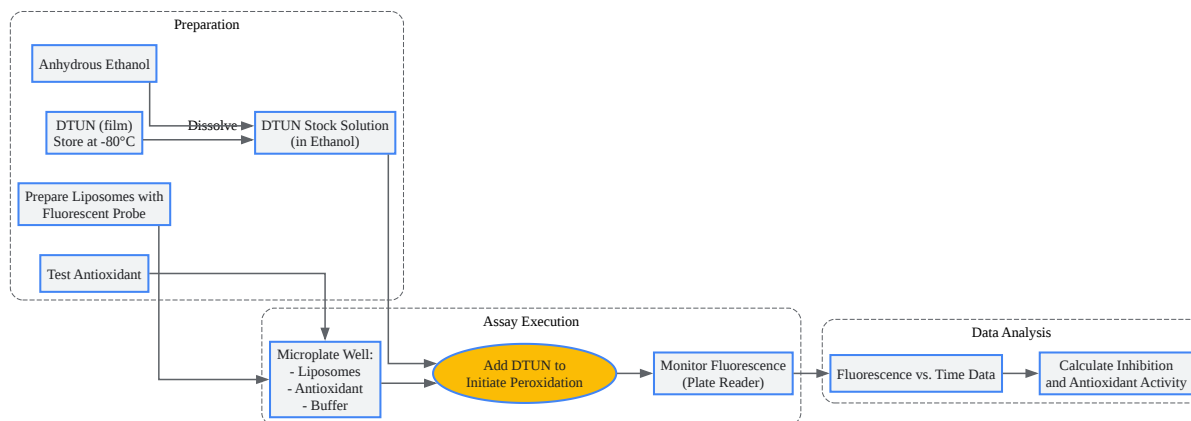 Preparation
Anhydrous Ethanol
DTUN (film)
Store at -80°C
Dissolve
DTUN Stock Solution
(in Ethanol)
Prepare Liposomes with
Fluorescent Probe
Test Antioxidant
Assay Execution
Microplate Well:
- Liposomes
- Antioxidant
- Buffer
Add DTUN to
Initiate Peroxidation
Monitor Fluorescence
(Plate Reader)
Data Analysis
Fluorescence vs. Time Data
Calculate Inhibition
and Antioxidant Activity